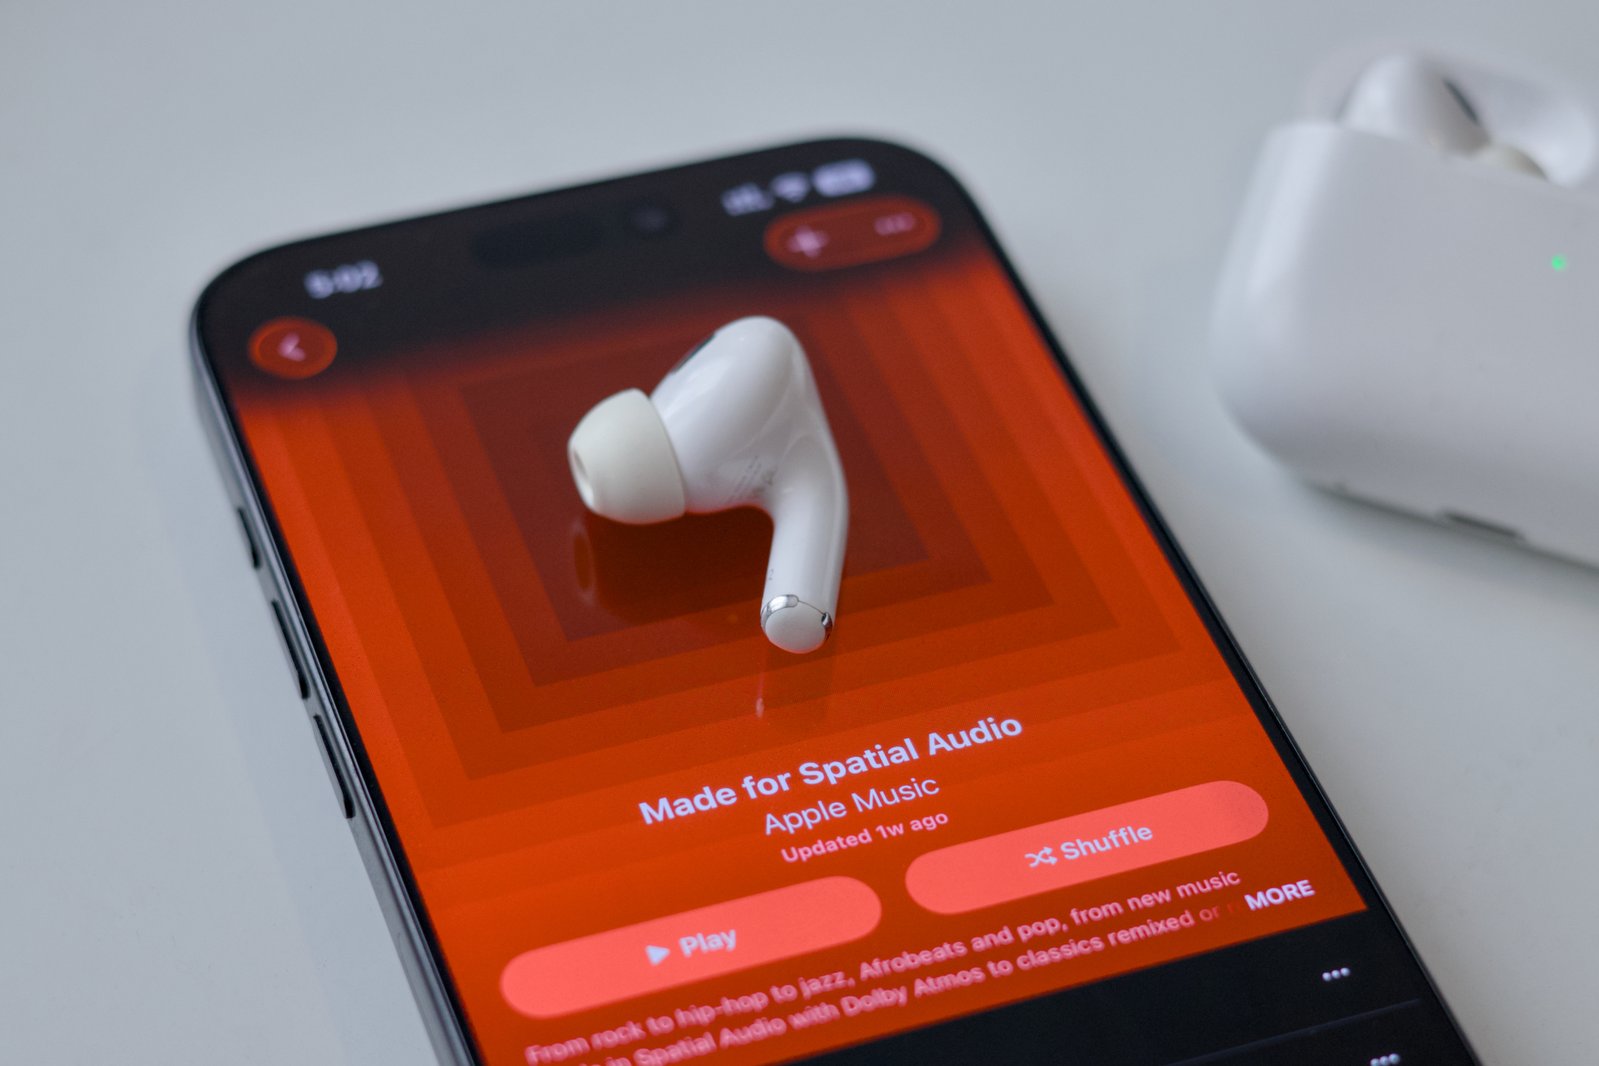 9:02
Made for Spatial Audio
Apple Music
Updated 1w ago
Play
Shuffle
From rock to hip-hop to jazz, Afrobeats and pop, from new music
in Spatial Audio with Dolby Atmos to classics remixed or MORE